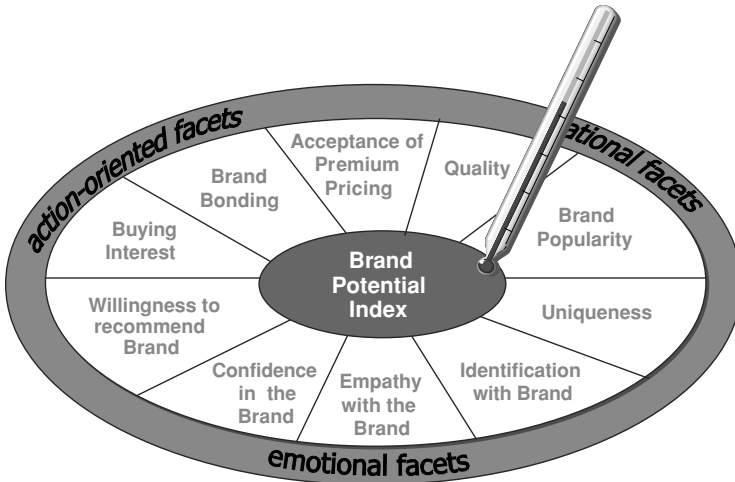 action-oriented facets
ational facets
Acceptance of
Premium
Pricing
Quality
Brand
Bonding
Brand
Popularity
Buying
Interest
Brand
Potential
Index
Willingness to
recommend
Brand
Uniqueness
Confidence
in the
Brand
Empathy
with the
Brand
Identification
with Brand
emotional facets